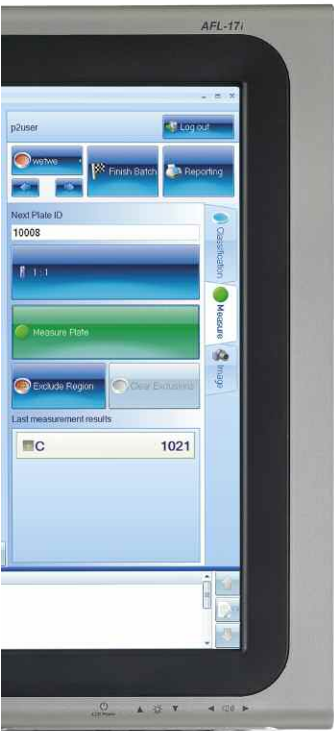 AFL-17i
p2user
Log out
wetwe
Finish Batch
Reporting
Next Plate ID
10008
Classification
1:1
Measure Plate
Measure
Exclude Region
Clear Exclusions
Image
Last measurement results
C 1021